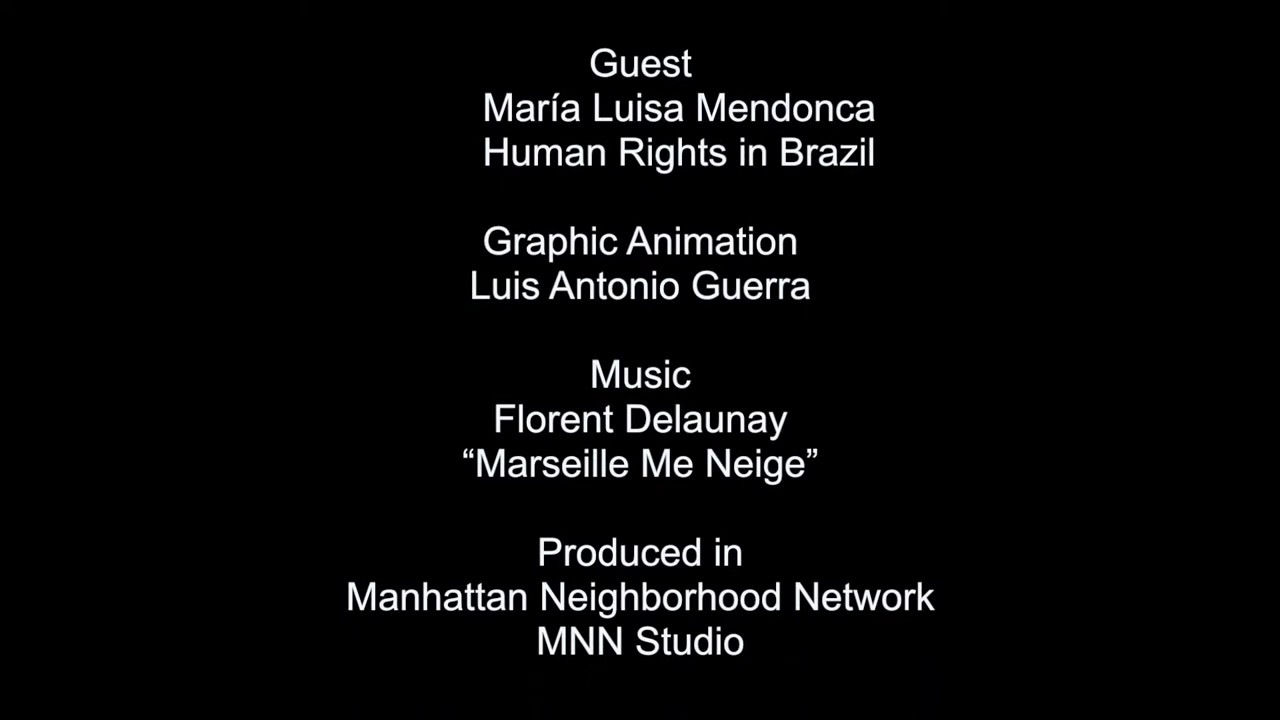 Guest
María Luisa Mendonca
Human Rights in Brazil
Graphic Animation
Luis Antonio Guerra
Music
Florent Delaunay
“Marseille Me Neige”
Produced in
Manhattan Neighborhood Network
MNN Studio